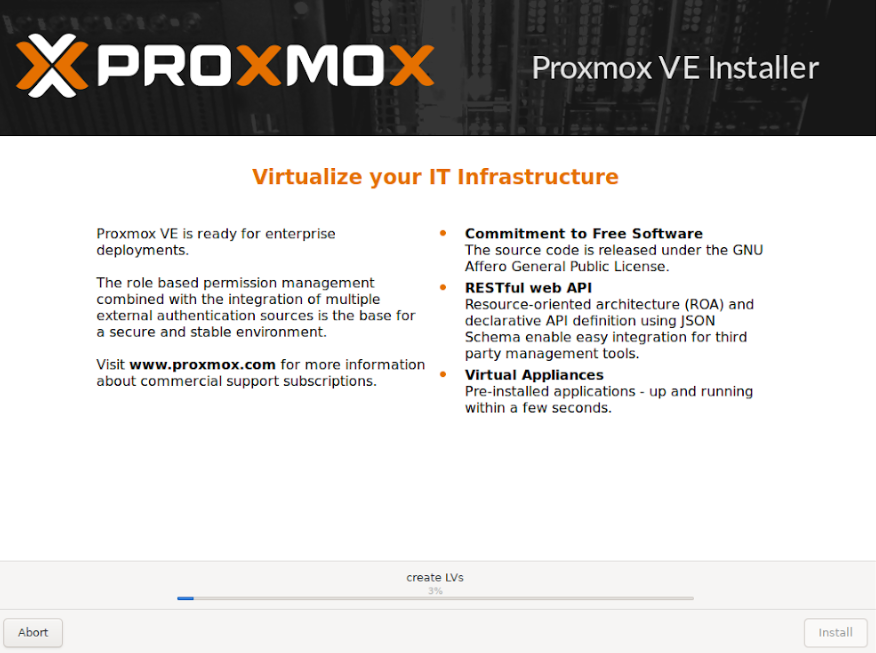 PROXMOX
Proxmox VE Installer
Virtualize your IT Infrastructure
Proxmox VE is ready for enterprise
deployments.
The role based permission management
combined with the integration of multiple
external authentication sources is the base for
a secure and stable environment.
Visit www.proxmox.com for more information
about commercial support subscriptions.
Commitment to Free Software
The source code is released under the GNU
Affero General Public License.
RESTful web API
Resource-oriented architecture (ROA) and
declarative API definition using JSON
Schema enable easy integration for third
party management tools.
Virtual Appliances
Pre-installed applications - up and running
within a few seconds.
create LVs
3%
Abort
Install